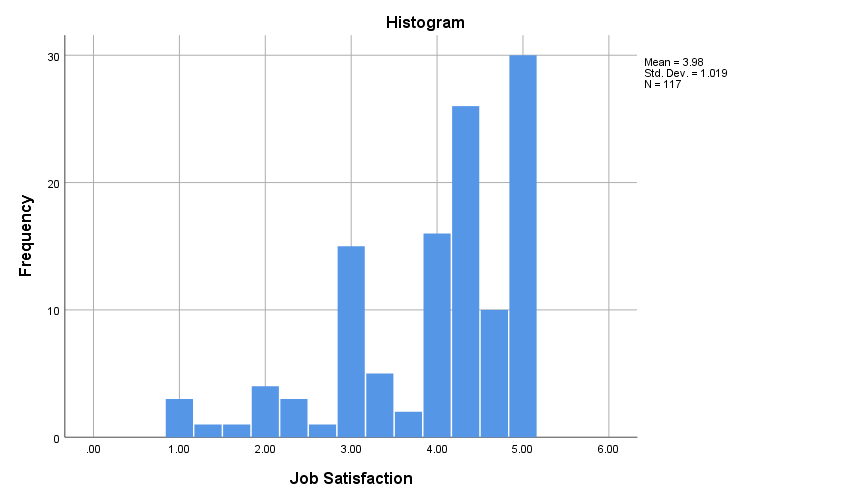 Histogram
Mean = 3.98
Std. Dev. = 1.019
N = 117
Frequency
30
20
10
0
.00 1.00 2.00 3.00 4.00 5.00 6.00
Job Satisfaction